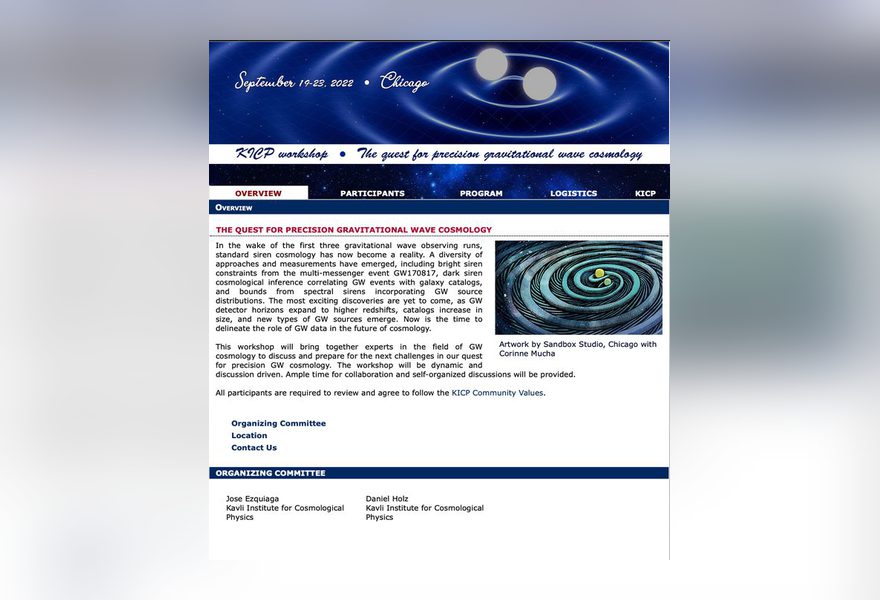 September 19-23, 2022 • Chicago
KICP workshop • The quest for precision gravitational wave cosmology
OVERVIEW PARTICIPANTS PROGRAM LOGISTICS KICP
OVERVIEW
THE QUEST FOR PRECISION GRAVITATIONAL WAVE COSMOLOGY
In the wake of the first three gravitational wave observing runs,
standard siren cosmology has now become a reality. A diversity of
approaches and measurements have emerged, including bright siren
constraints from the multi-messenger event GW170817, dark siren
cosmological inference correlating GW events with galaxy catalogs,
and bounds from spectral sirens incorporating GW source
distributions. The most exciting discoveries are yet to come, as GW
detector horizons expand to higher redshifts, catalogs increase in
size, and new types of GW sources emerge. Now is the time to
delineate the role of GW data in the future of cosmology.
Artwork by Sandbox Studio, Chicago with
Corinne Mucha
This workshop will bring together experts in the field of GW
cosmology to discuss and prepare for the next challenges in our quest
for precision GW cosmology. The workshop will be dynamic and
discussion driven. Ample time for collaboration and self-organized discussions will be provided.
All participants are required to review and agree to follow the KICP Community Values.
Organizing Committee
Location
Contact Us
ORGANIZING COMMITTEE
Jose Ezquiaga
Kavli Institute for Cosmological
Physics
Daniel Holz
Kavli Institute for Cosmological
Physics